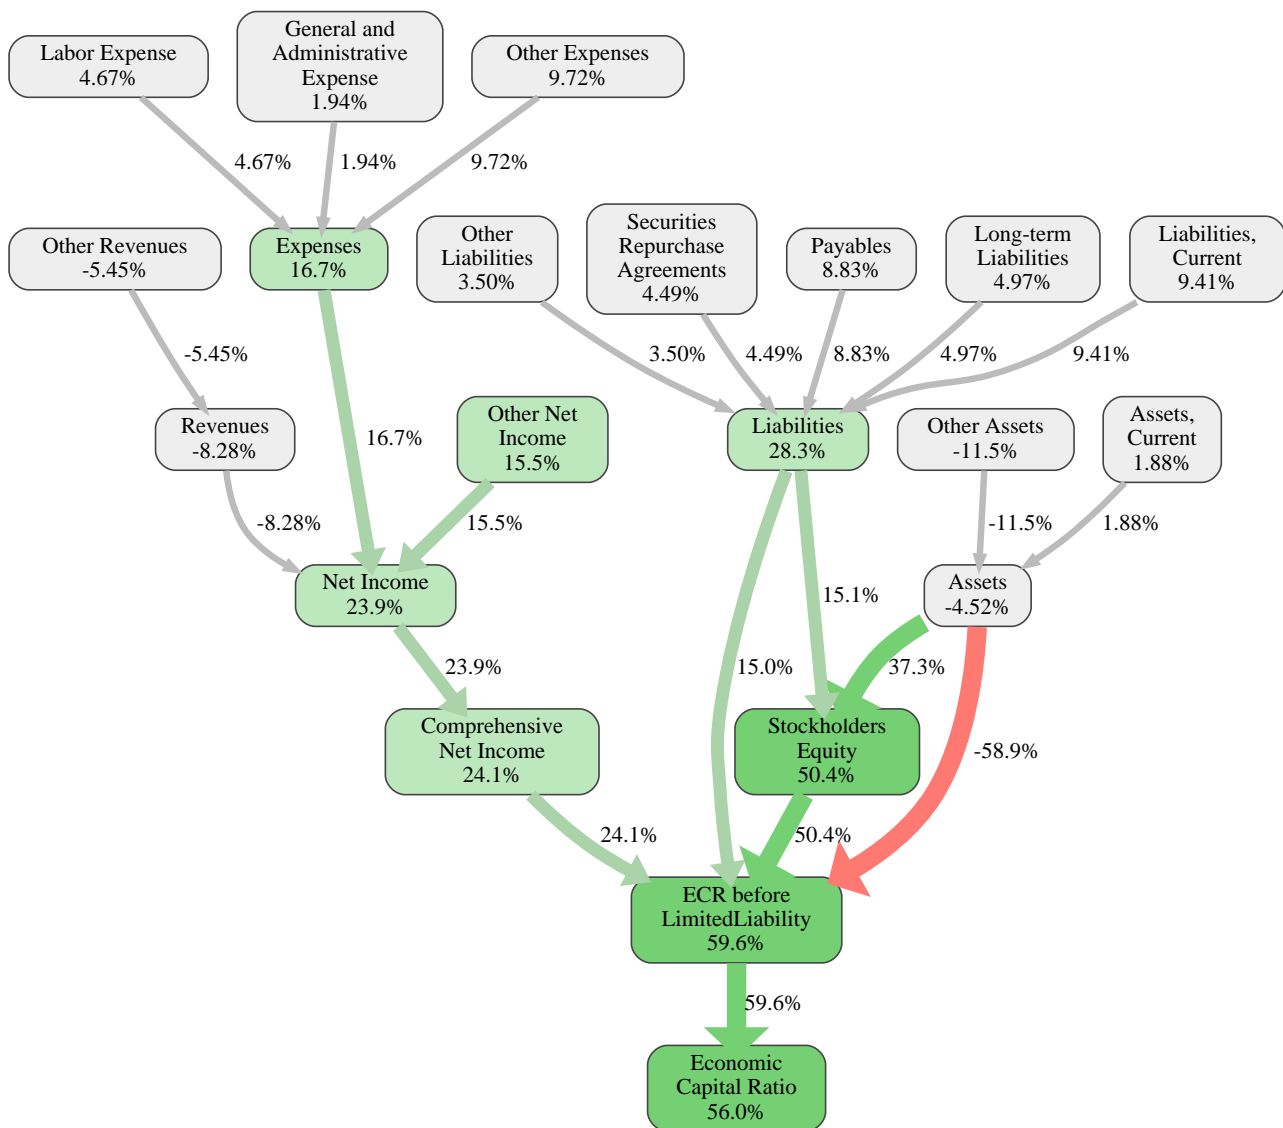 Labor Expense
4.67%
General and
Administrative
Expense
1.94%
Other Expenses
9.72%
4.67%
1.94%
9.72%
Other Revenues
-5.45%
Expenses
16.7%
Other
Liabilities
3.50%
Securities
Repurchase
Agreements
4.49%
Payables
8.83%
Long-term
Liabilities
4.97%
Liabilities,
Current
9.41%
-5.45%
3.50%
4.49%
8.83%
4.97%
9.41%
Revenues
-8.28%
16.7%
Other Net
Income
15.5%
Liabilities
28.3%
Other Assets
-11.5%
Assets,
Current
1.88%
-8.28%
15.5%
-11.5%
1.88%
Net Income
23.9%
15.1%
Assets
-4.52%
23.9%
15.0%
37.3%
Comprehensive
Net Income
24.1%
Stockholders
Equity
50.4%
-58.9%
24.1%
50.4%
ECR before
LimitedLiability
59.6%
59.6%
Economic
Capital Ratio
56.0%